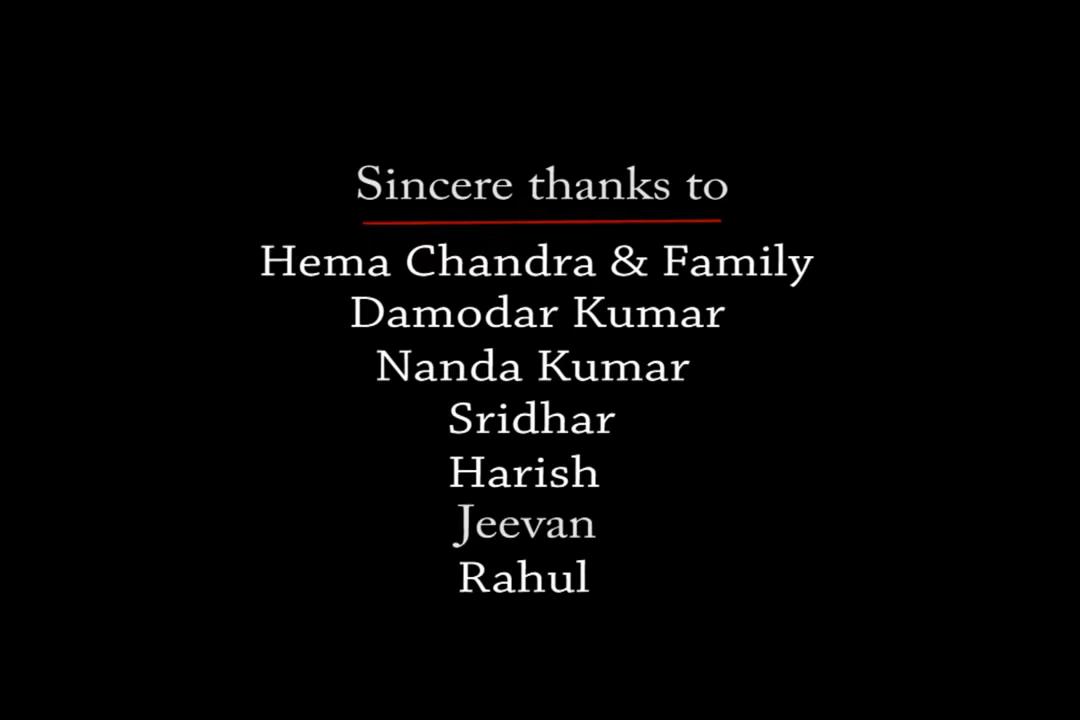 Sincere thanks to
Hema Chandra & Family
Damodar Kumar
Nanda Kumar
Sridhar
Harish
Jeevan
Rahul